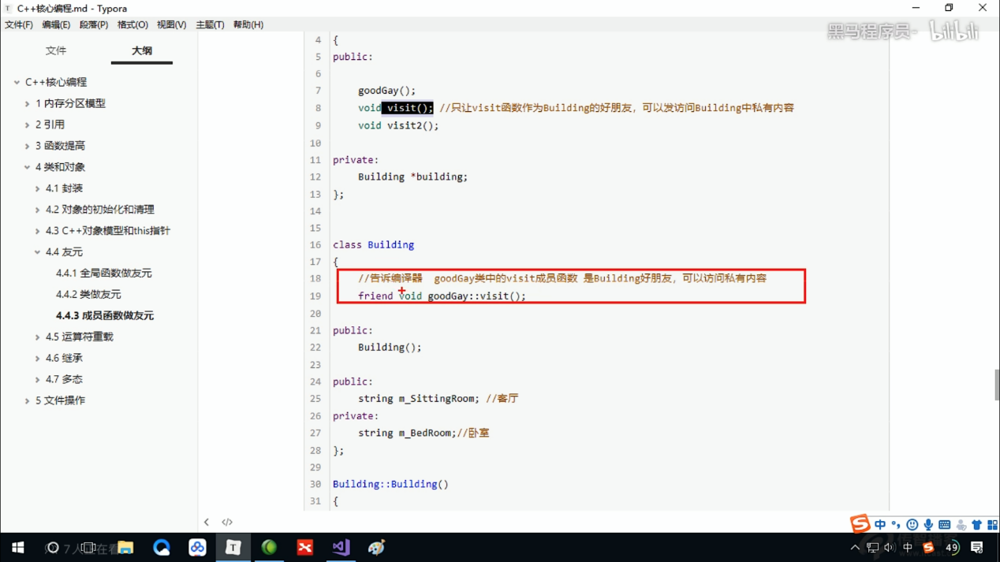 C++核心编程.md - Typora
文件(F) 编辑(E) 段落(P) 格式(O) 视图(V) 主题(T) 帮助(H)
黑马程序员- bilibili
文件 大纲
C++核心编程
1 内存分区模型
2 引用
3 函数提高
4 类和对象
4.1 封装
4.2 对象的初始化和清理
4.3 C++对象模型和this指针
4.4 友元
4.4.1 全局函数做友元
4.4.2 类做友元
4.4.3 成员函数做友元
4.5 运算符重载
4.6 继承
4.7 多态
5 文件操作
4 {
5 public:
6
7 goodGay();
8 void visit(); //只让visit函数作为Building的好朋友，可以发访问Building中私有内容
9 void visit2();
10
11 private:
12 Building *building;
13 };
14
15
16 class Building
17 {
18 //告诉编译器 goodGay类中的visit成员函数 是Building好朋友，可以访问私有内容
19 friend void goodGay::visit();
20
21 public:
22 Building();
23
24 public:
25 string m_SittingRoom; //客厅
26 private:
27 string m_BedRoom;//卧室
28 };
29
30 Building::Building()
31 {
</>
中
7人正在看
中 49